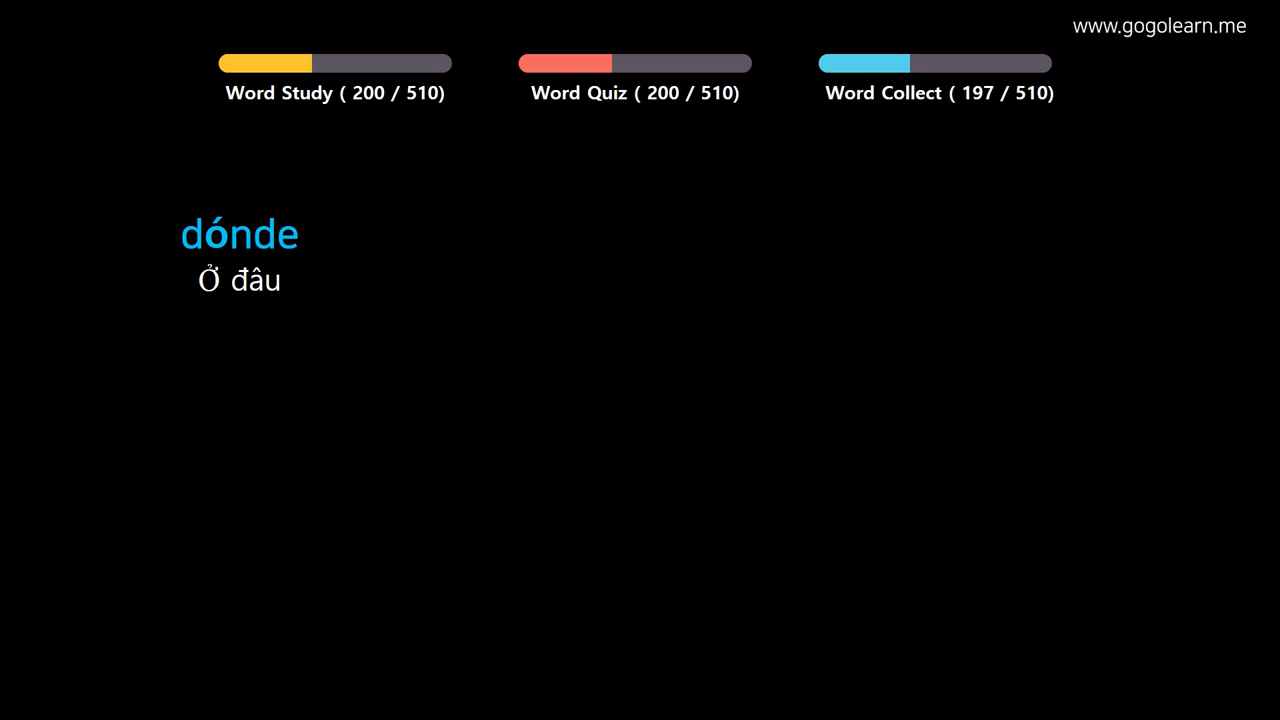 www.gogolearn.me
Word Study ( 200 / 510)
Word Quiz ( 200 / 510)
Word Collect ( 197 / 510)
dónde
Ở đâu